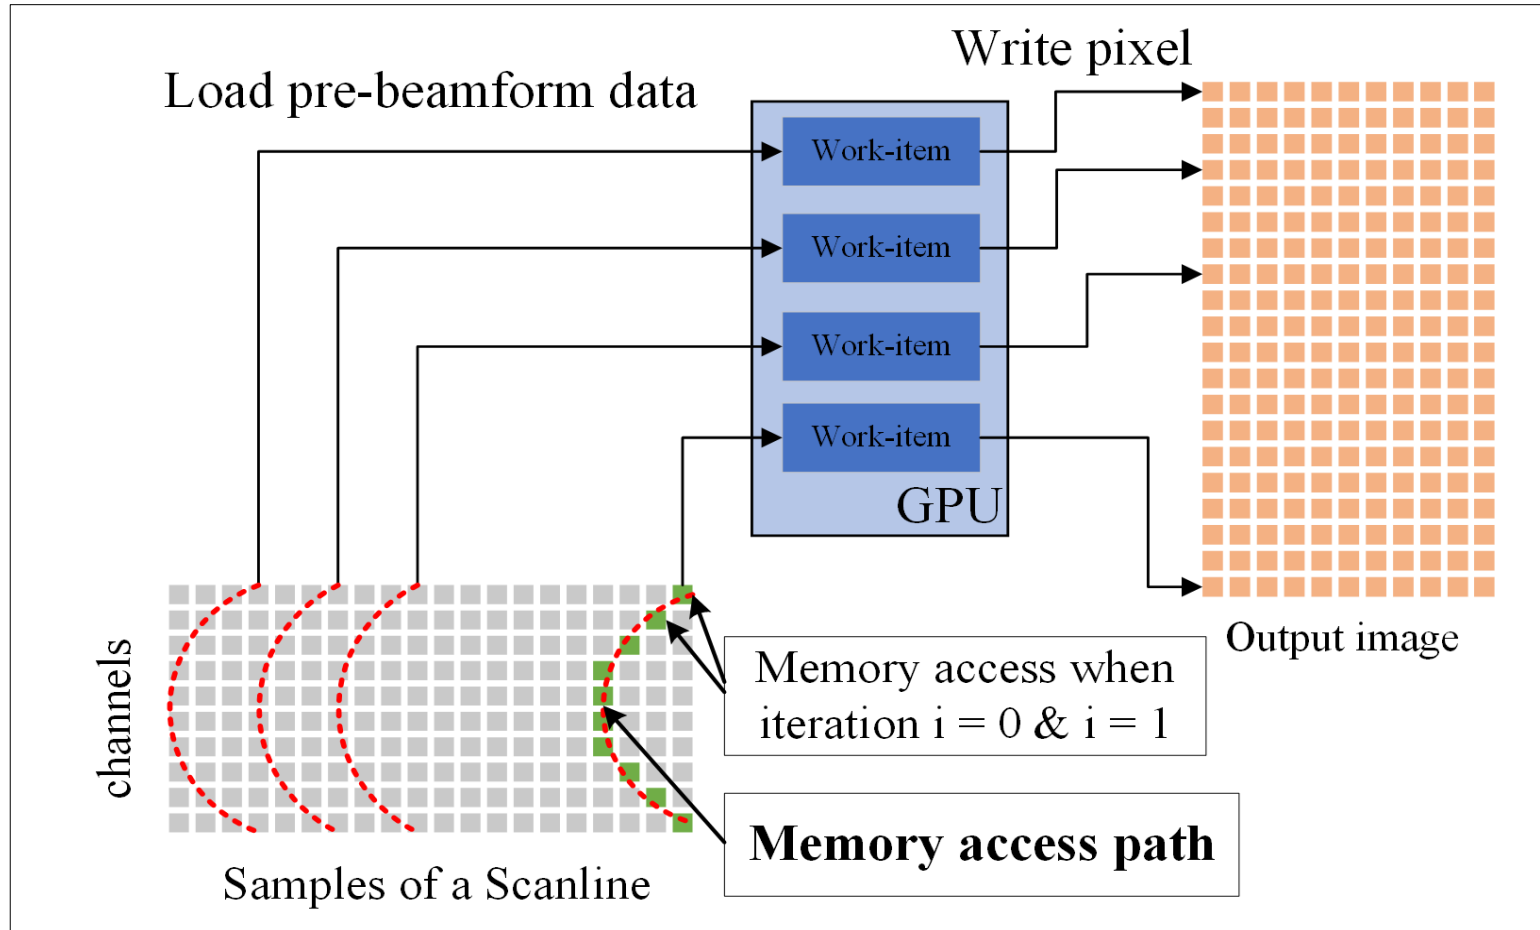 Write pixel
Load pre-beamform data
Work-item
Work-item
Work-item
Work-item
GPU
channels
Samples of a Scanline
Memory access when
iteration i = 0 & i = 1
Memory access path
Output image